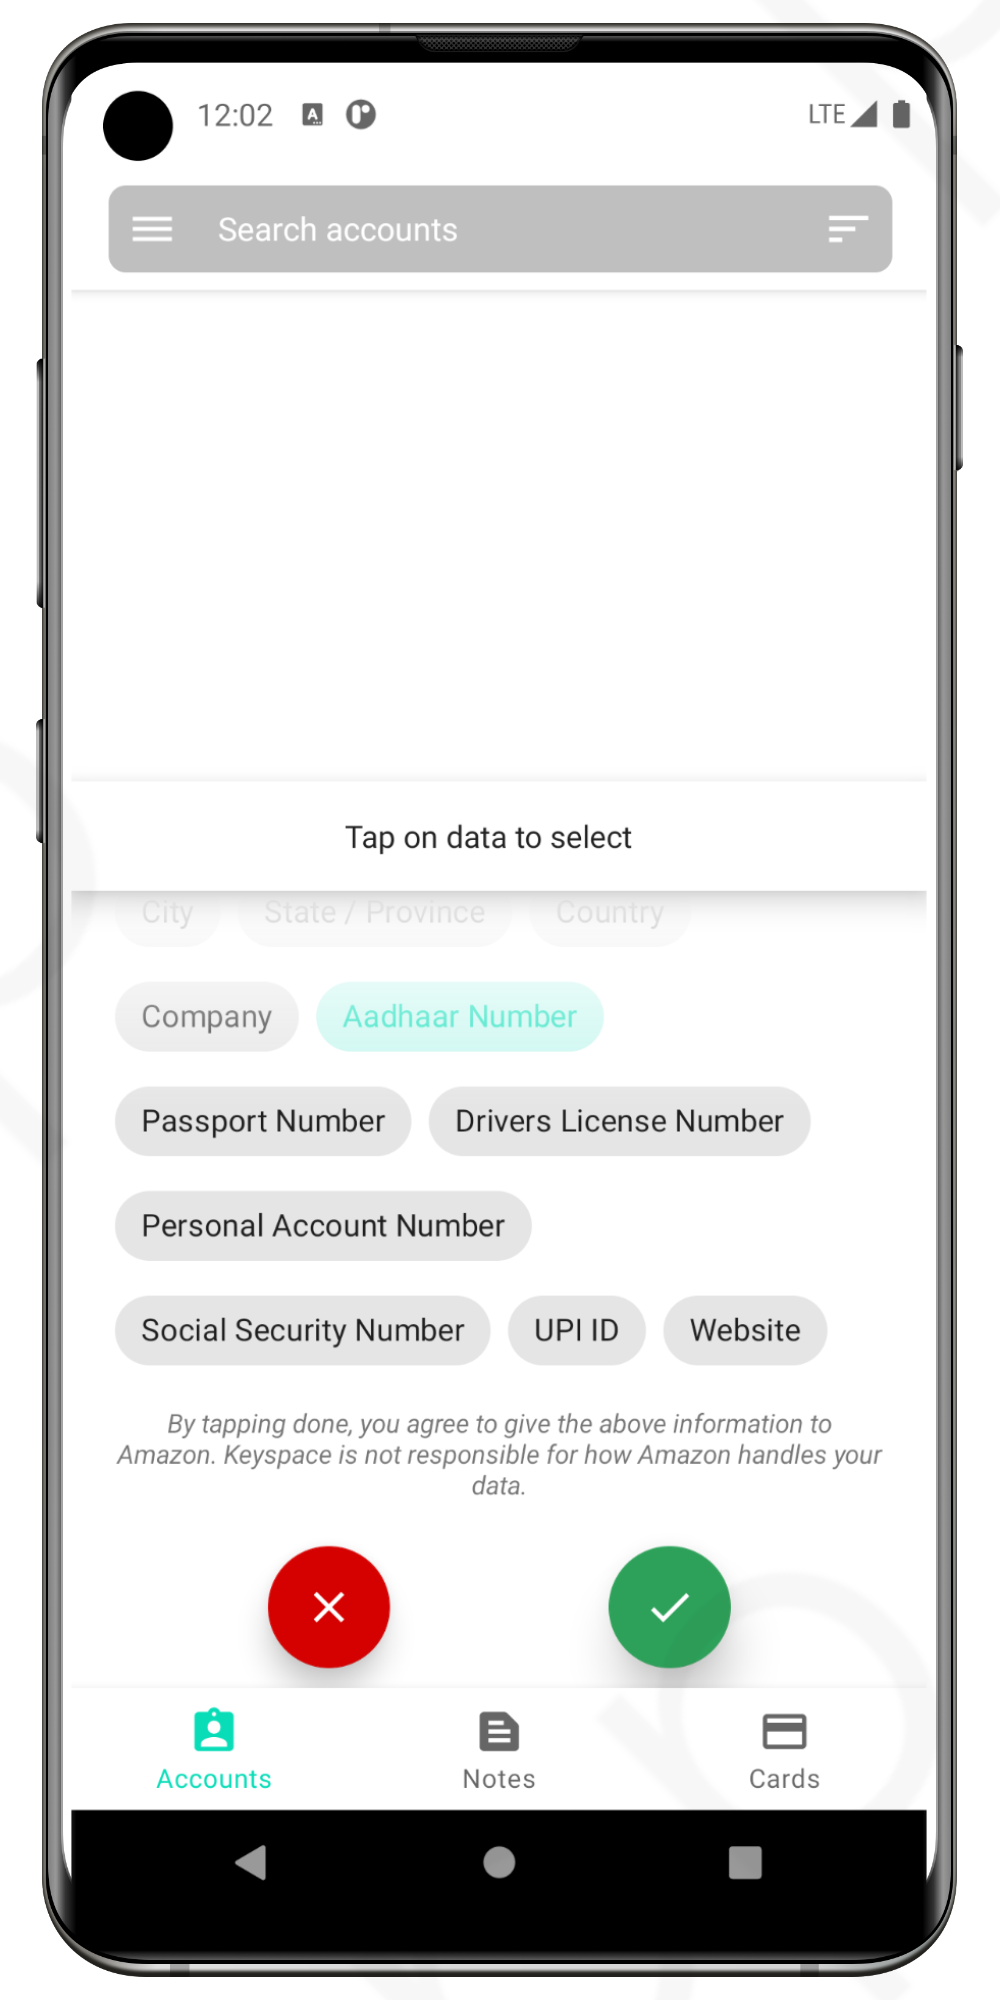 12:02 A LTE
Search accounts
Tap on data to select
City State / Province Country
Company Aadhaar Number
Passport Number Drivers License Number
Personal Account Number
Social Security Number UPI ID Website
By tapping done, you agree to give the above information to
Amazon. Keyspace is not responsible for how Amazon handles your
data.
Accounts Notes Cards